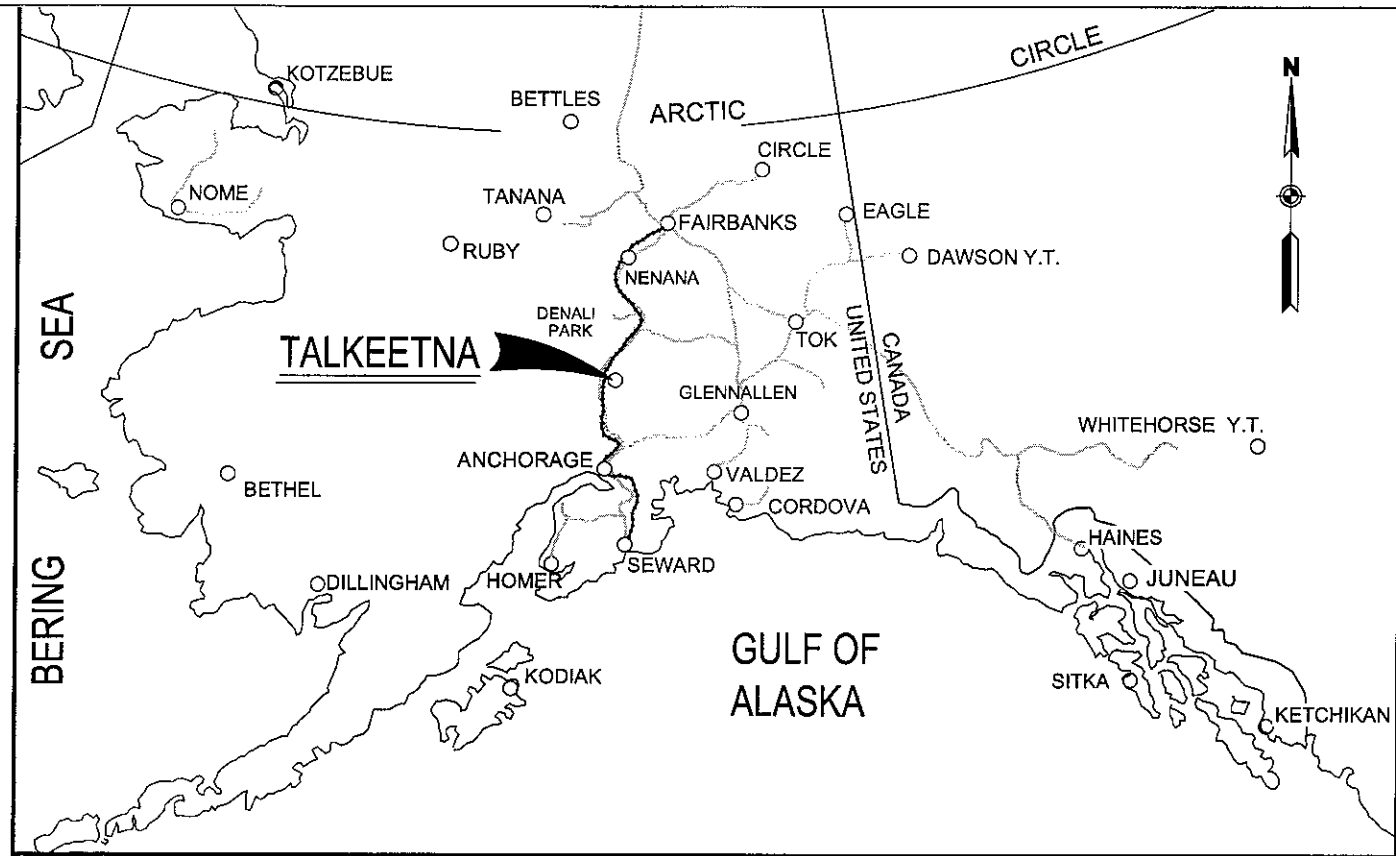 KOTZEBUE
CIRCLE
N
BETTLES
ARCTIC
CIRCLE
NOME
TANANA
EAGLE
FAIRBANKS
RUBY
DAWSON Y.T.
NENANA
SEA
DENALI
PARK
TOK
UNITED STATES
CANADA
TALKEETNA
GLENNALLEN
WHITEHORSE Y.T.
ANCHORAGE
VALDEZ
BETHEL
CORDOVA
HAINES
BERING
DILLINGHAM
HOMER
SEWARD
JUNEAU
GULF OF
ALASKA
KODIAK
SITKA
KETCHIKAN